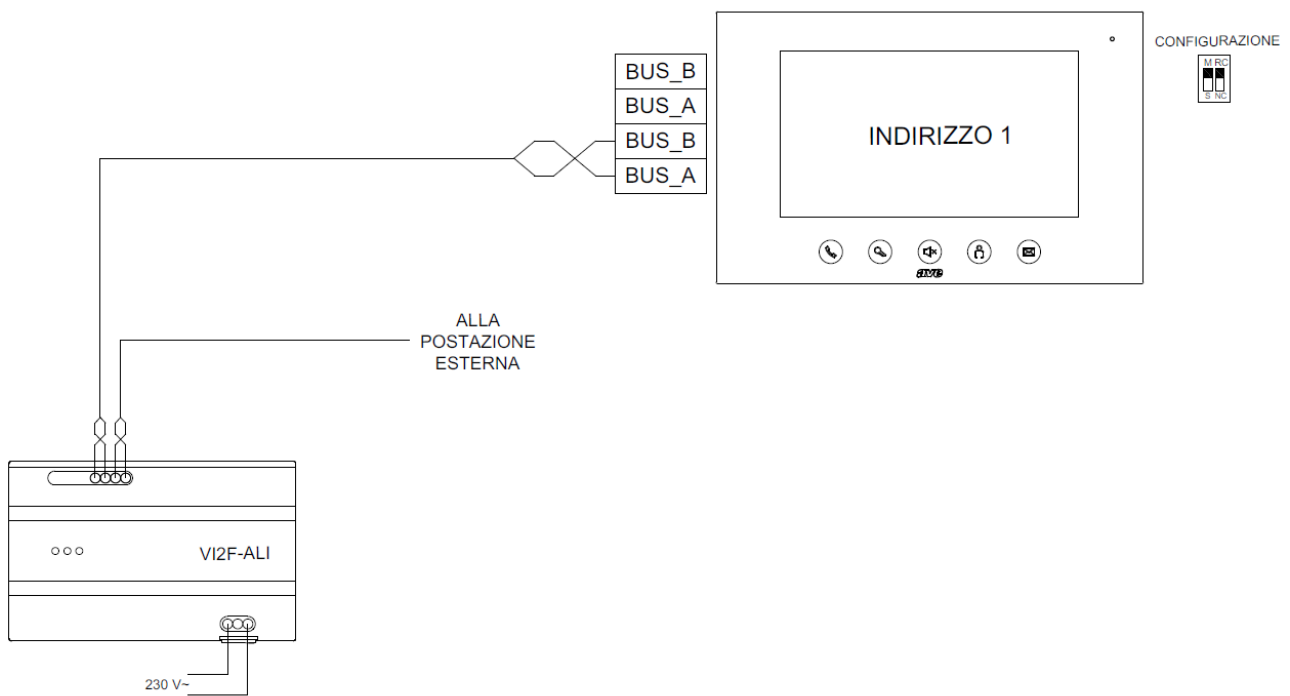 CONFIGURAZIONE
M RC
S NC
BUS_B
BUS_A
BUS_B
BUS_A
INDIRIZZO 1
ave
ALLA
POSTAZIONE
ESTERNA
VI2F-ALI
230 V~